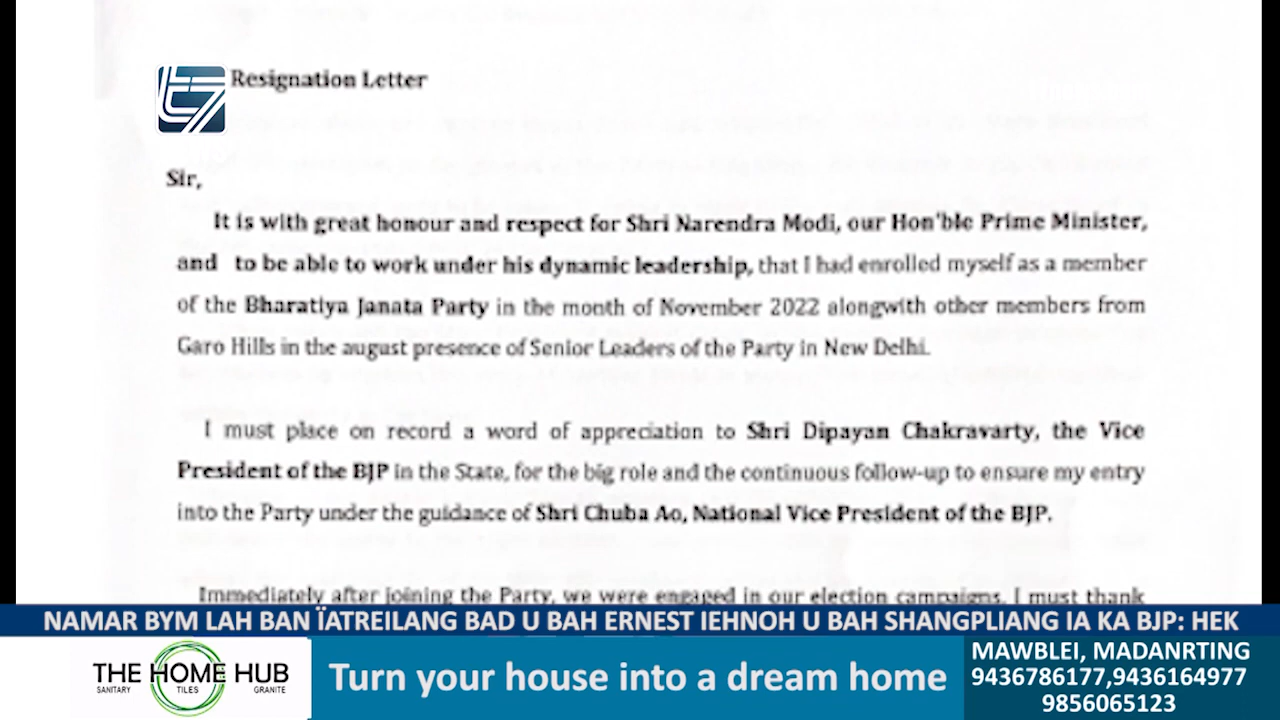 Resignation Letter
Sir,
It is with great honour and respect for Shri Narendra Modi, our Hon'ble Prime Minister,
and to be able to work under his dynamic leadership, that I had enrolled myself as a member
of the Bharatiya Janata Party in the month of November 2022 alongwith other members from
Garo Hills in the august presence of Senior Leaders of the Party in New Delhi.
I must place on record a word of appreciation to Shri Dipayan Chakravarty, the Vice
President of the BJP in the State, for the big role and the continuous follow-up to ensure my entry
into the Party under the guidance of Shri Chuba Ao, National Vice President of the BJP.
Immediately after joining the Party, we were engaged in our election campaigns. I must thank
NAMAR BYM LAH BAN ÏATREILANG BAD U BAH ERNEST IEHNOH U BAH SHANGPLIANG IA KA BJP: HEK
THE HOME HUB
SANITARY TILES GRANITE
Turn your house into a dream home
MAWBLEI, MADANRTING
9436786177,9436164977
9856065123